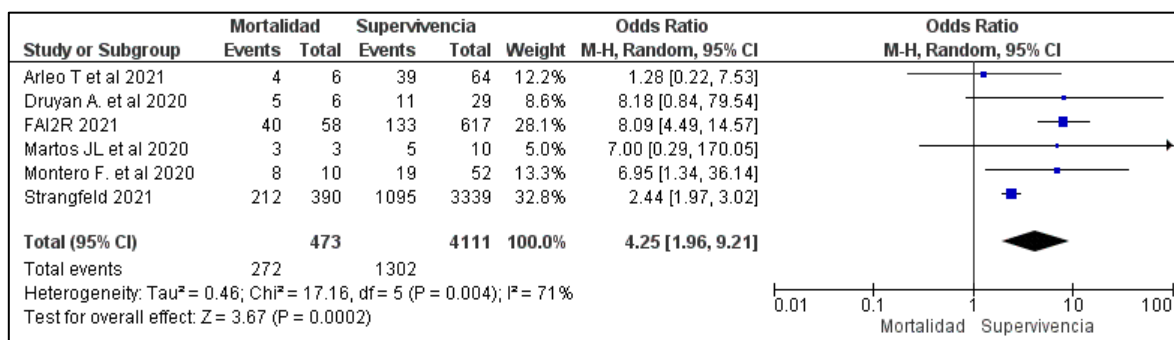 Mortalidad Supervivencia Odds Ratio Odds Ratio
Study or Subgroup Events Total Events Total Weight M-H, Random, 95% CI M-H, Random, 95% CI
Arleo T et al 2021 4 6 39 64 12.2% 1.28 [0.22, 7.53]
Druyan A. et al 2020 5 6 11 29 8.6% 8.18 [0.84, 79.54]
FAI2R 2021 40 58 133 617 28.1% 8.09 [4.49, 14.57]
Martos JL et al 2020 3 3 5 10 5.0% 7.00 [0.29, 170.05]
Montero F. et al 2020 8 10 19 52 13.3% 6.95 [1.34, 36.14]
Strangfeld 2021 212 390 1095 3339 32.8% 2.44 [1.97, 3.02]
Total (95% CI) 473 4111 100.0% 4.25 [1.96, 9.21]
Total events 272 1302
Heterogeneity: Tau² = 0.46; Chi² = 17.16, df = 5 (P = 0.004); I² = 71%
Test for overall effect: Z = 3.67 (P = 0.0002)
0.01 0.1 1 10 100
Mortalidad Supervivencia